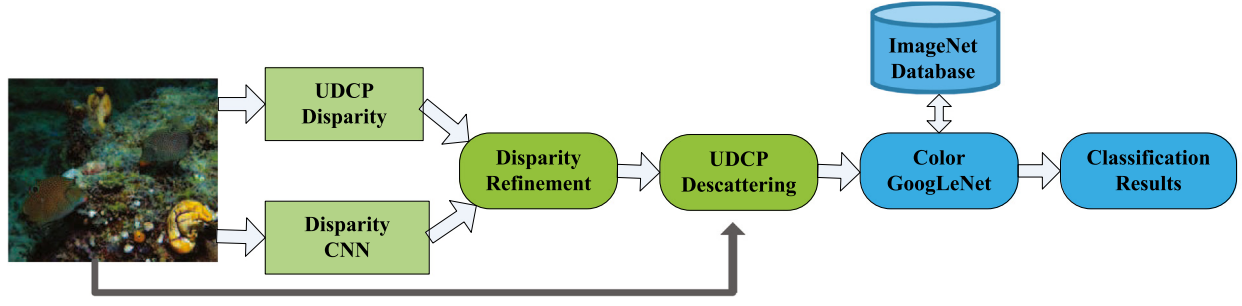 UDCP
Disparity
Disparity
CNN
Disparity
Refinement
UDCP
Descattering
ImageNet
Database
Color
GoogLeNet
Classification
Results